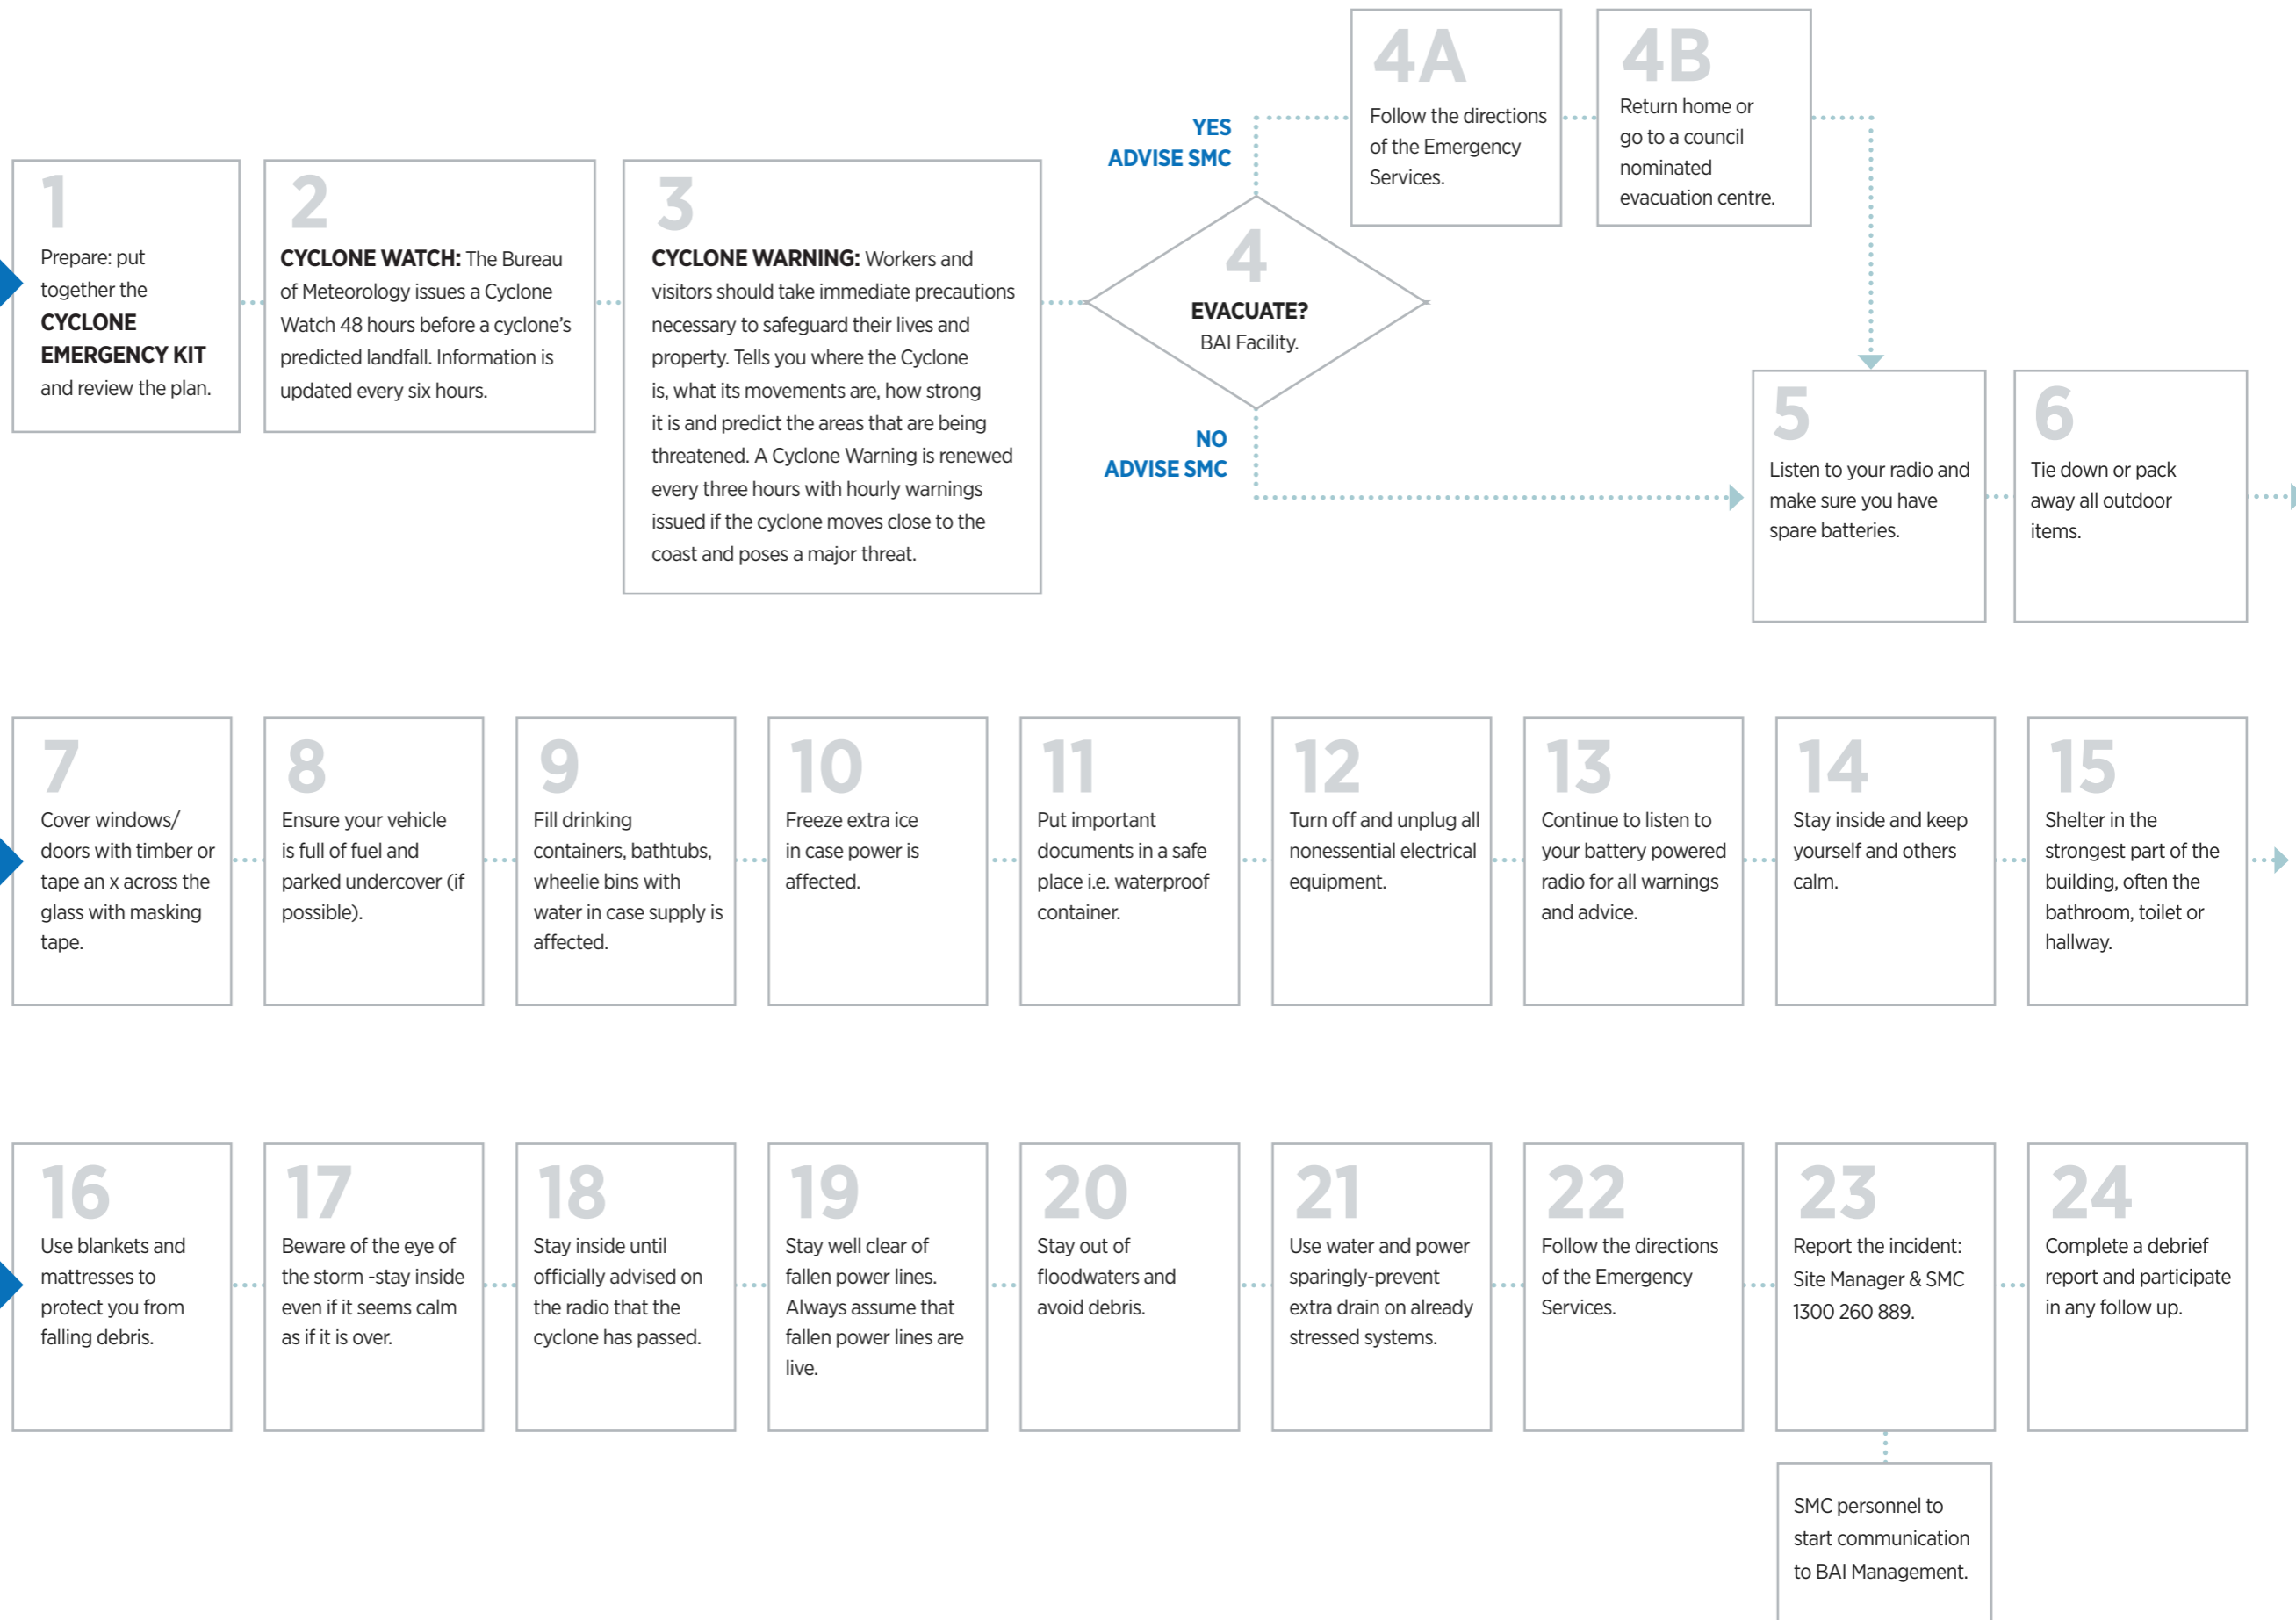 4A
Follow the directions
of the Emergency
Services.
4B
Return home or
go to a council
nominated
evacuation centre.
YES
ADVISE SMC
1
Prepare: put
together the
CYCLONE
EMERGENCY KIT
and review the plan.
2
CYCLONE WATCH: The Bureau
of Meteorology issues a Cyclone
Watch 48 hours before a cyclone's
predicted landfall. Information is
updated every six hours.
3
CYCLONE WARNING: Workers and
visitors should take immediate precautions
necessary to safeguard their lives and
property. Tells you where the Cyclone
is, what its movements are, how strong
it is and predict the areas that are being
threatened. A Cyclone Warning is renewed
every three hours with hourly warnings
issued if the cyclone moves close to the
coast and poses a major threat.
4
EVACUATE?
BAI Facility.
NO
ADVISE SMC
5
Listen to your radio and
make sure you have
spare batteries.
6
Tie down or pack
away all outdoor
items.
7
Cover windows/
doors with timber or
tape an x across the
glass with masking
tape.
8
Ensure your vehicle
is full of fuel and
parked undercover (if
possible).
9
Fill drinking
containers, bathtubs,
wheelie bins with
water in case supply is
affected.
10
Freeze extra ice
in case power is
affected.
11
Put important
documents in a safe
place i.e. waterproof
container.
12
Turn off and unplug all
nonessential electrical
equipment.
13
Continue to listen to
your battery powered
radio for all warnings
and advice.
14
Stay inside and keep
yourself and others
calm.
15
Shelter in the
strongest part of the
building, often the
bathroom, toilet or
hallway.
16
Use blankets and
mattresses to
protect you from
falling debris.
17
Beware of the eye of
the storm -stay inside
even if it seems calm
as if it is over.
18
Stay inside until
officially advised on
the radio that the
cyclone has passed.
19
Stay well clear of
fallen power lines.
Always assume that
fallen power lines are
live.
20
Stay out of
floodwaters and
avoid debris.
21
Use water and power
sparingly-prevent
extra drain on already
stressed systems.
22
Follow the directions
of the Emergency
Services.
23
Report the incident:
Site Manager & SMC
1300 260 889.
24
Complete a debrief
report and participate
in any follow up.
SMC personnel to
start communication
to BAI Management.